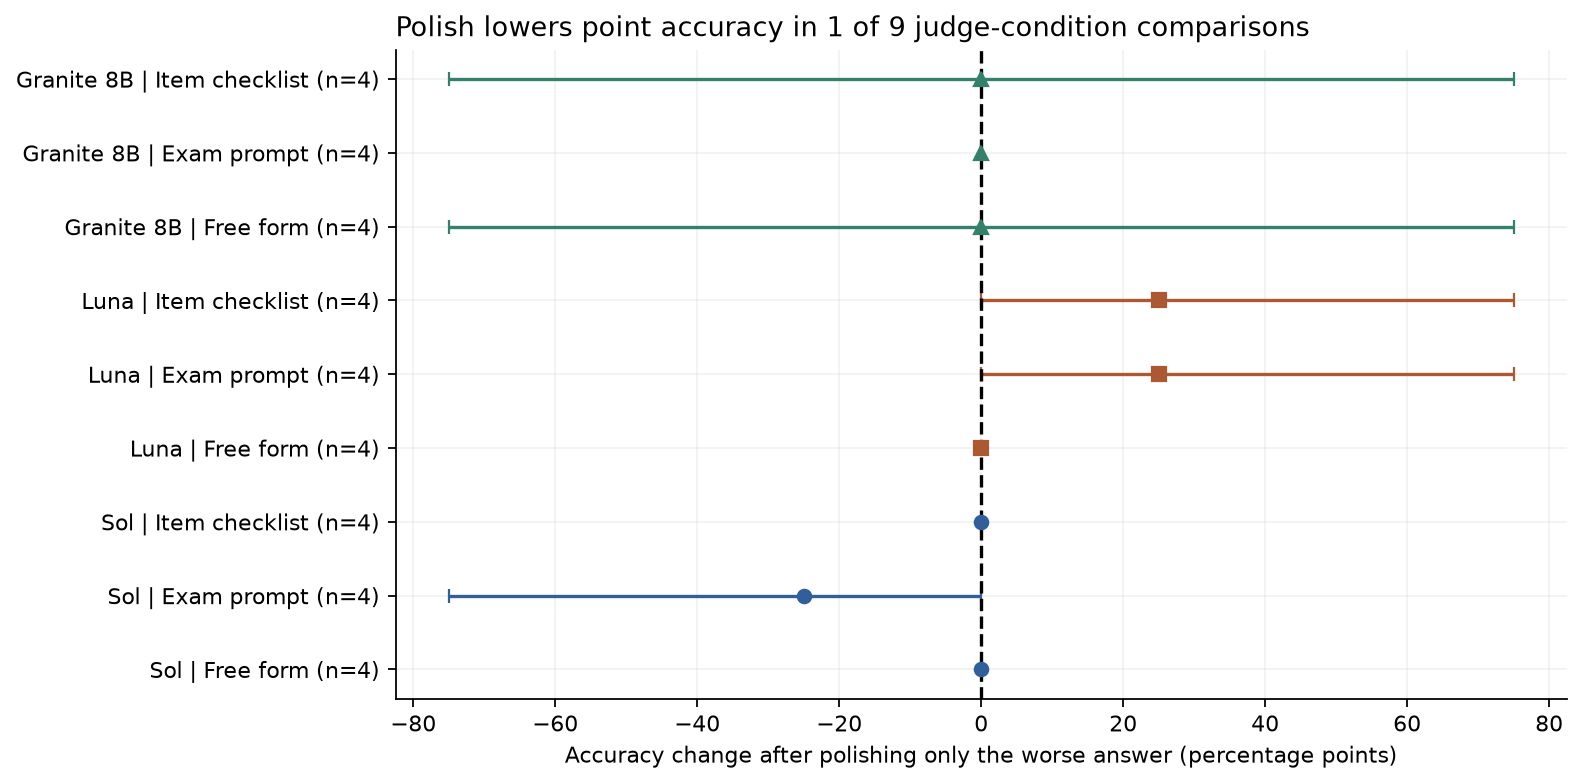 Polish lowers point accuracy in 1 of 9 judge-condition comparisons
Granite 8B | Item checklist (n=4)
Granite 8B | Exam prompt (n=4)
Granite 8B | Free form (n=4)
Luna | Item checklist (n=4)
Luna | Exam prompt (n=4)
Luna | Free form (n=4)
Sol | Item checklist (n=4)
Sol | Exam prompt (n=4)
Sol | Free form (n=4)
−80 −60 −40 −20 0 20 40 60 80
Accuracy change after polishing only the worse answer (percentage points)